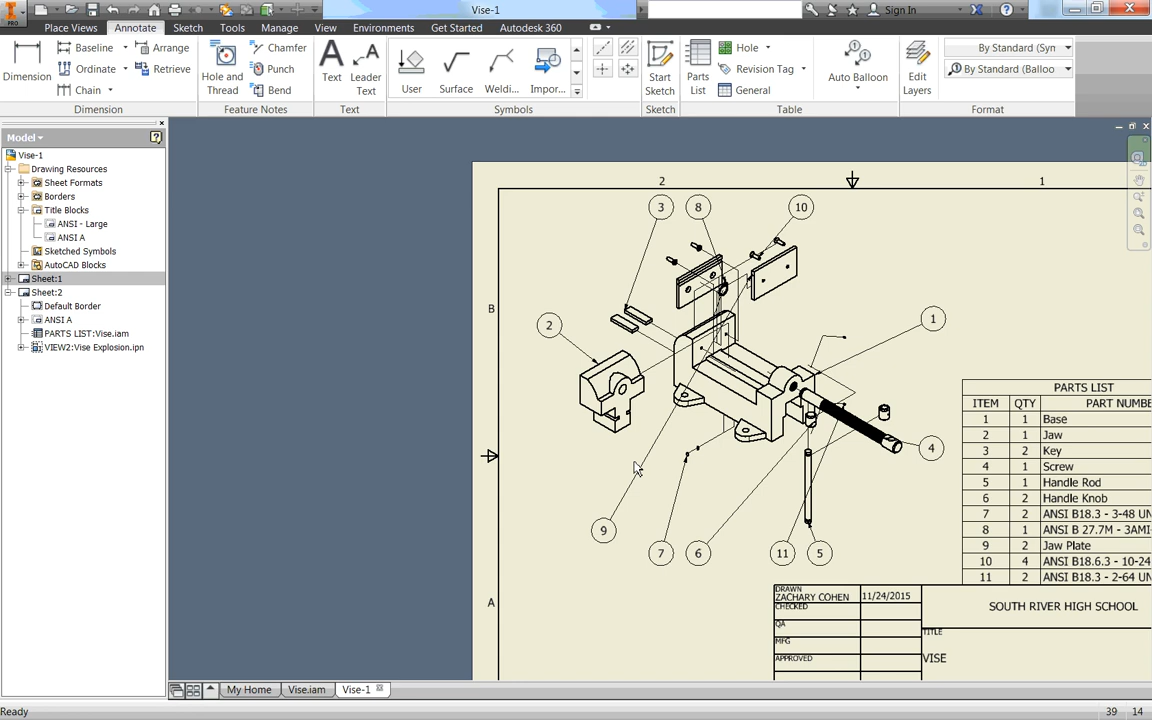 Vise-1
Sign In
PRO
Place Views
Annotate
Sketch
Tools
Manage
View
Environments
Get Started
Autodesk 360
Dimension
Baseline
Ordinate
Chain
Arrange
Retrieve
Dimension
Hole and Thread
Chamfer
Punch
Bend
Feature Notes
Text
Leader Text
Text
User
Surface
Weldi...
Impor...
Symbols
Start Sketch
Sketch
Parts List
Hole
Revision Tag
General
Table
Auto Balloon
Edit Layers
By Standard (Syn
By Standard (Balloo
Format
Model
Vise-1
Drawing Resources
Sheet Formats
Borders
Title Blocks
ANSI - Large
ANSI A
Sketched Symbols
AutoCAD Blocks
Sheet:1
Sheet:2
Default Border
ANSI A
PARTS LIST:Vise.iam
VIEW2:Vise Explosion.ipn
2
1
B
A
3
8
10
2
1
4
9
7
6
11
5
PARTS LIST
ITEM QTY PART NUMBE
1 1 Base
2 1 Jaw
3 2 Key
4 1 Screw
5 1 Handle Rod
6 2 Handle Knob
7 2 ANSI B18.3 - 3-48 UN
8 1 ANSI B 27.7M - 3AMI-
9 2 Jaw Plate
10 4 ANSI B18.6.3 - 10-24
11 2 ANSI B18.3 - 2-64 UN
DRAWN
ZACHARY COHEN 11/24/2015
CHECKED
QA
MFG
APPROVED
SOUTH RIVER HIGH SCHOOL
TITLE
VISE
My Home
Vise.iam
Vise-1
Ready
39 14